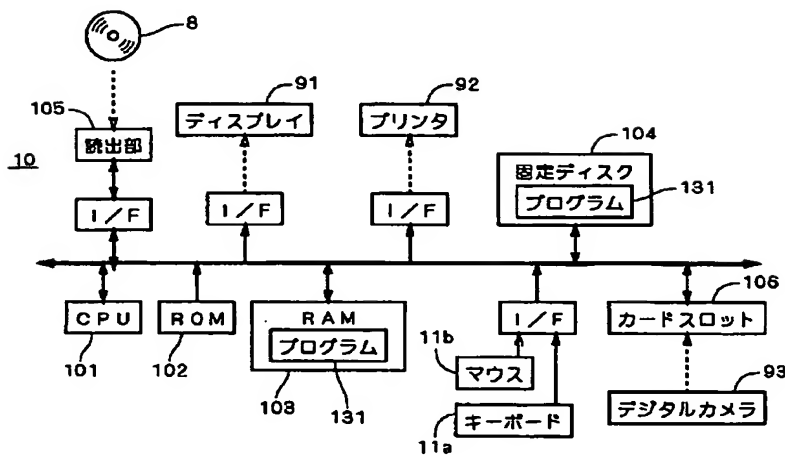 8
105
91
92
読出部
ディスプレイ
プリンタ
104
10
固定ディスク
プログラム
131
I/F
I/F
I/F
106
CPU
ROM
RAM
I/F
カードスロット
プログラム
11b
101
102
マウス
93
103
131
キーボード
デジタルカメラ
11a